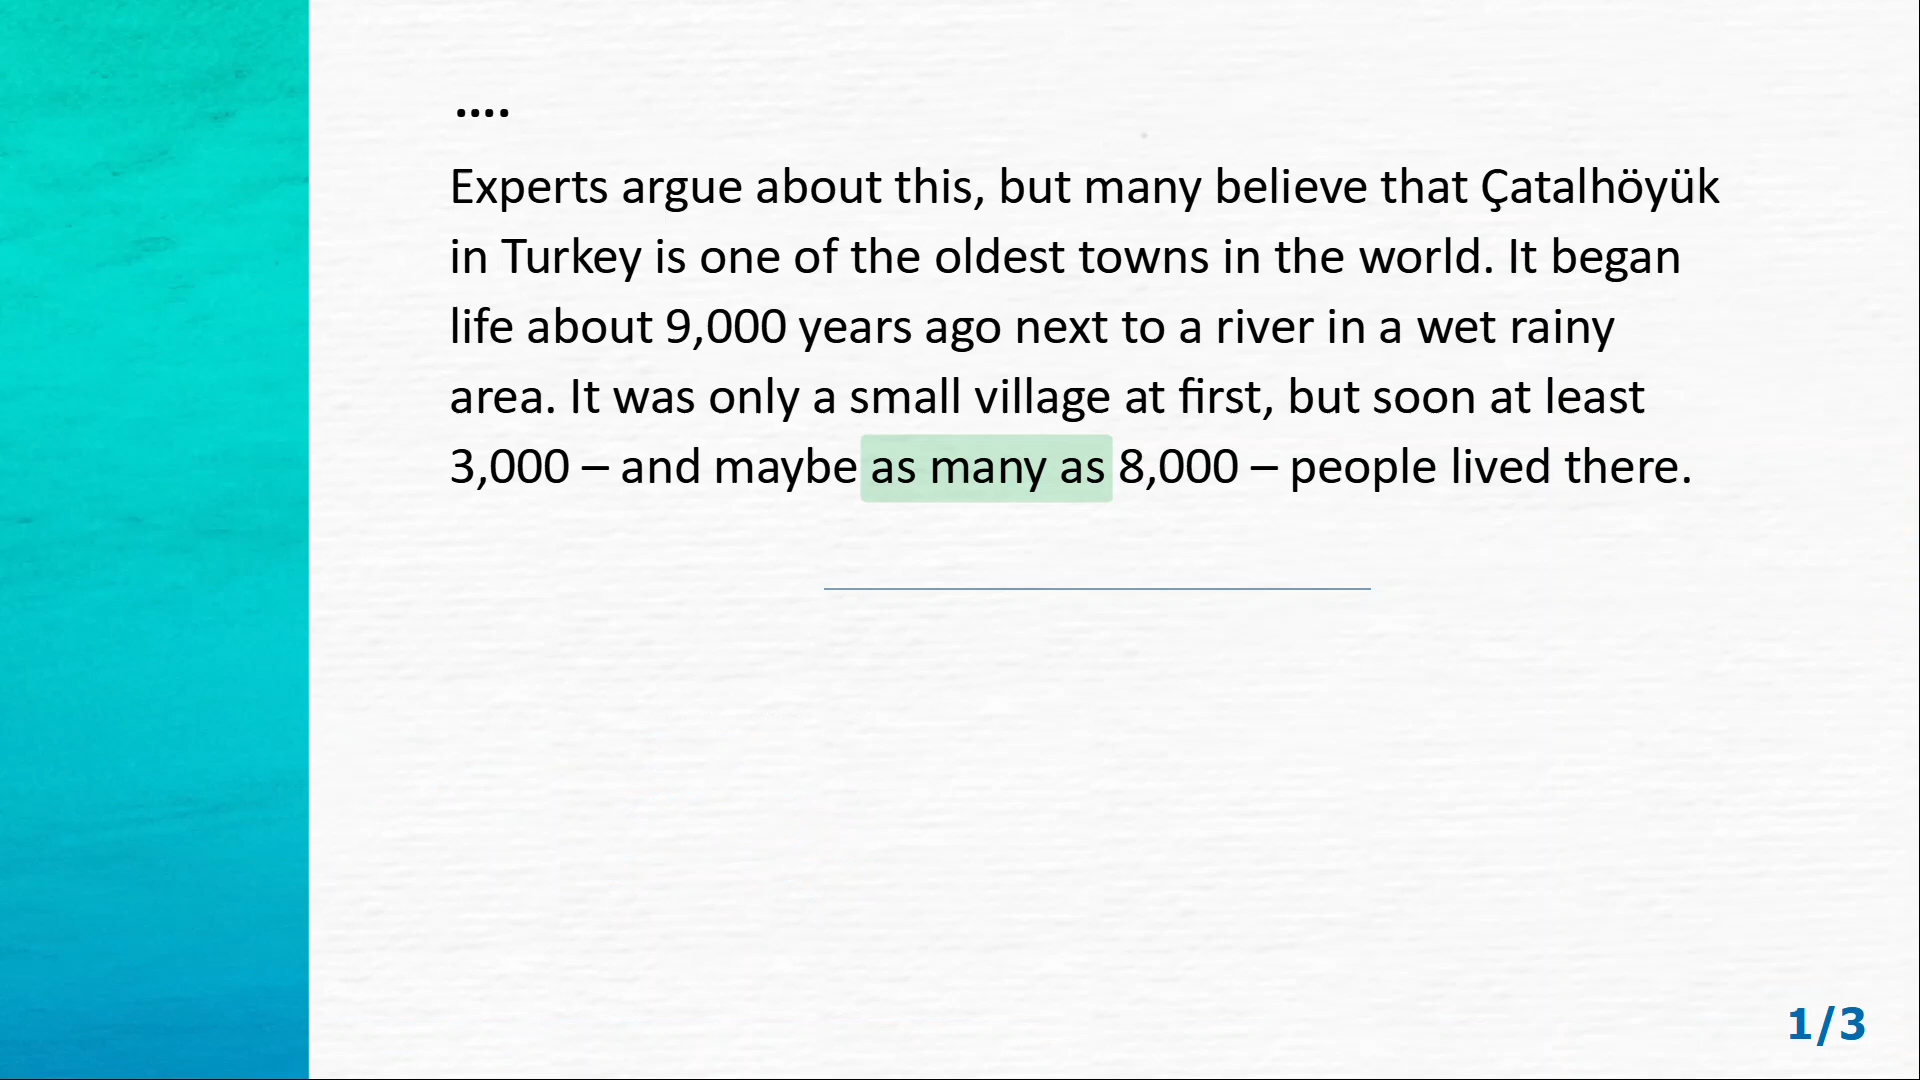 ....
Experts argue about this, but many believe that Çatalhöyük
in Turkey is one of the oldest towns in the world. It began
life about 9,000 years ago next to a river in a wet rainy
area. It was only a small village at first, but soon at least
3,000 – and maybe as many as 8,000 – people lived there.
1/3